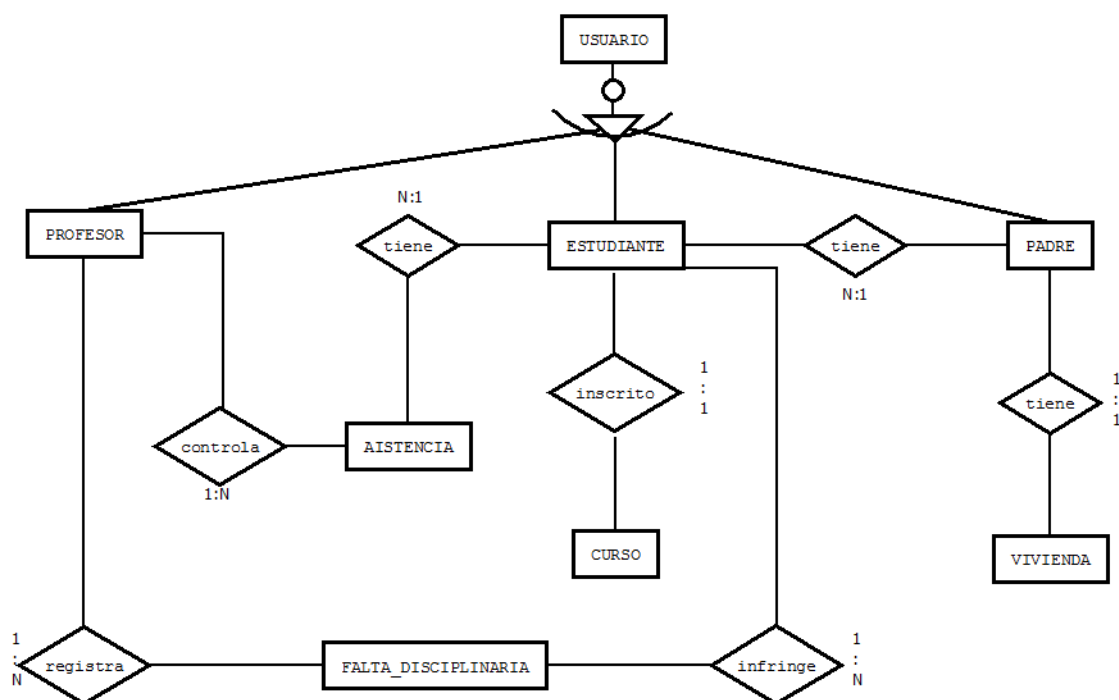 USUARIO
N:1
PROFESOR
tiene
ESTUDIANTE
tiene
PADRE
N:1
inscrito
1
:
1
tiene
1
:
1
controla
AISTENCIA
1:N
CURSO
VIVIENDA
1
:
N
registra
FALTA_DISCIPLINARIA
infringe
1
:
N